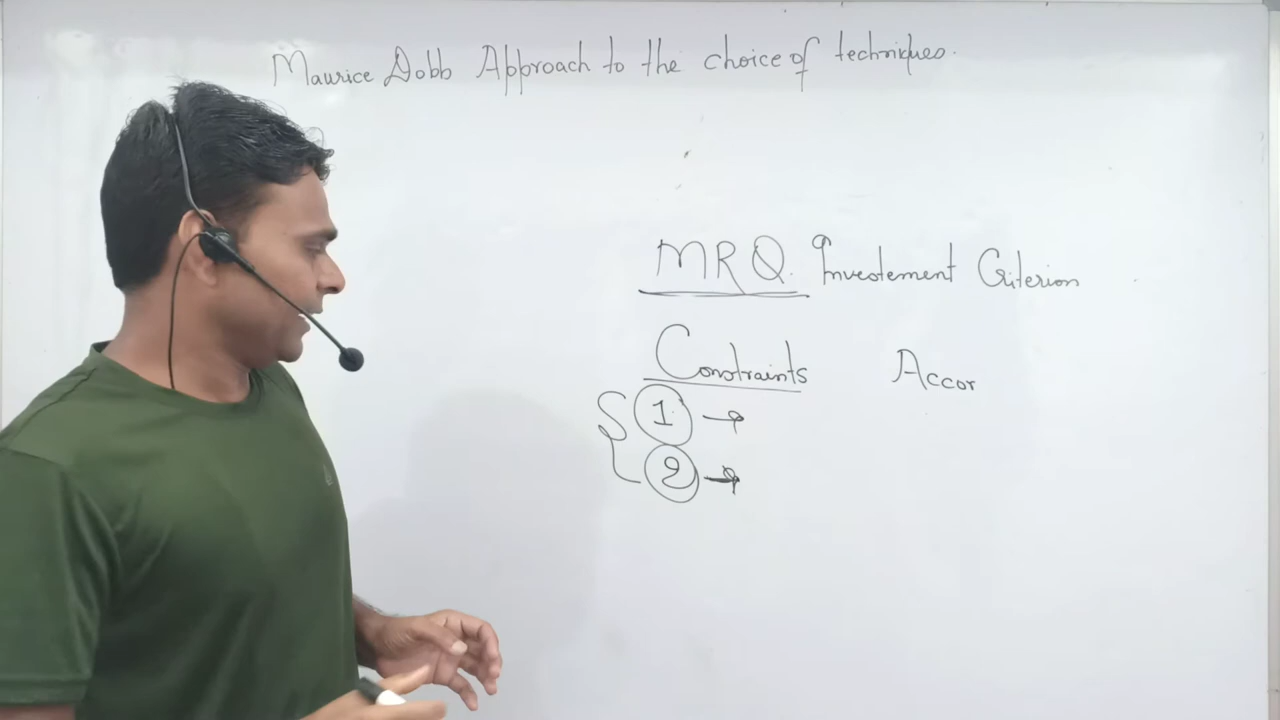 Maurice Dobb Approach to the choice of techniques.
MRQ. Investement Criterion
Constraints Accor
1 →
2 →